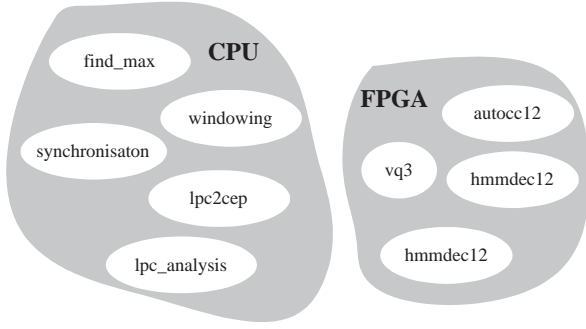 CPU
find_max
windowing
synchronisaton
lpc2cep
lpc_analysis
FPGA
autocc12
vq3
hmmdec12
hmmdec12